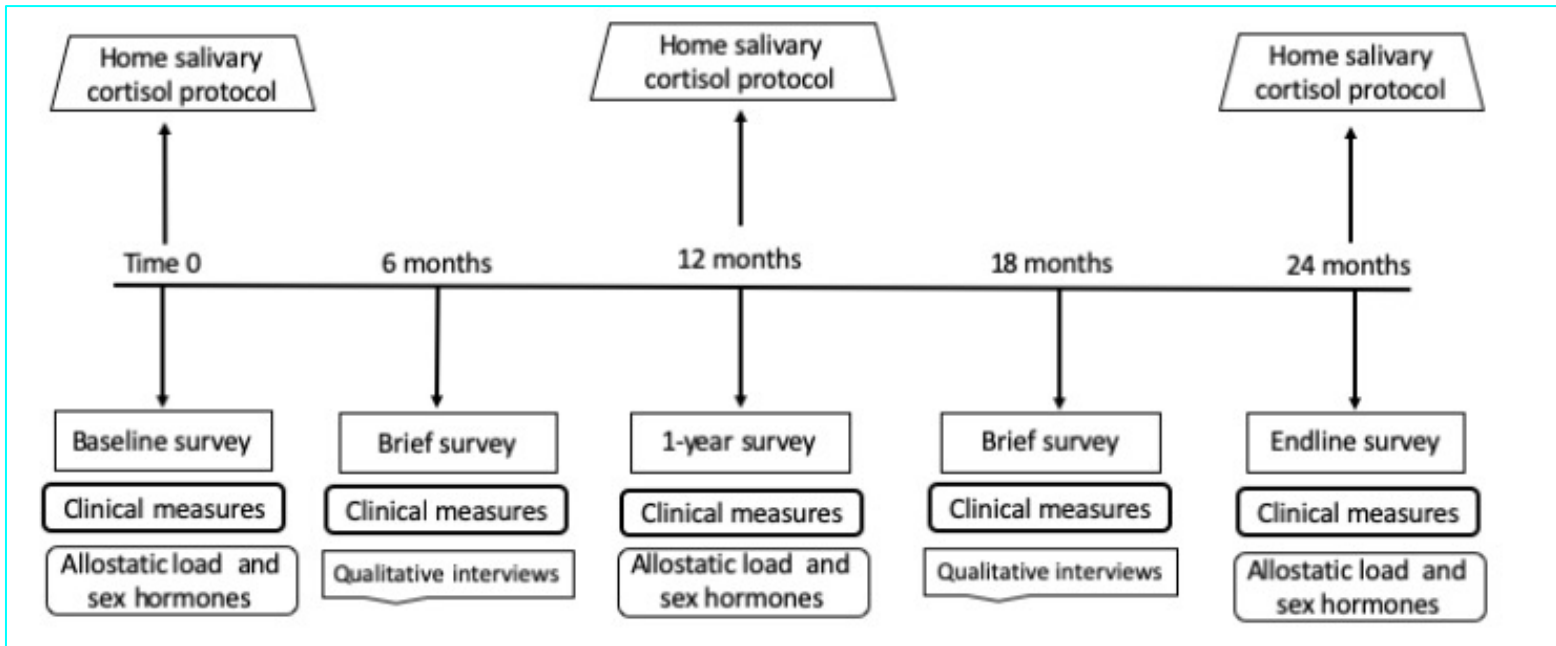 Home salivary
cortisol protocol
Home salivary
cortisol protocol
Home salivary
cortisol protocol
Time 0
6 months
12 months
18 months
24 months
Baseline survey
Brief survey
1-year survey
Brief survey
Endline survey
Clinical measures
Clinical measures
Clinical measures
Clinical measures
Clinical measures
Allostatic load and
sex hormones
Qualitative interviews
Allostatic load and
sex hormones
Qualitative interviews
Allostatic load and
sex hormones